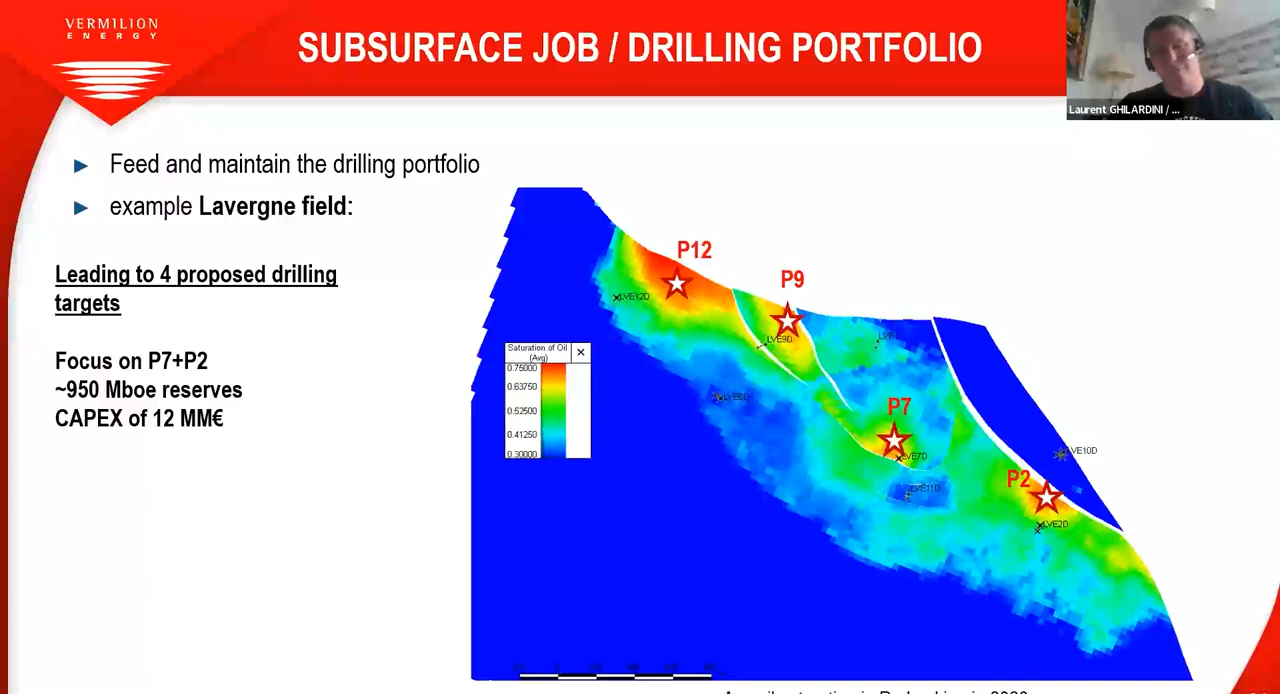 VERMILION
ENERGY
SUBSURFACE JOB / DRILLING PORTFOLIO
Laurent GHILARDINI / ...
► Feed and maintain the drilling portfolio
► example Lavergne field:
Leading to 4 proposed drilling
targets
Focus on P7+P2
~950 Mboe reserves
CAPEX of 12 MM€
P12
LVE12D
P9
LVE9D
Saturation of Oil
(Avg)
0.75000
0.63750
0.52500
0.41250
0.30000
P7
LVE7D
LVE10D
P2
LVE11D
LVE2D